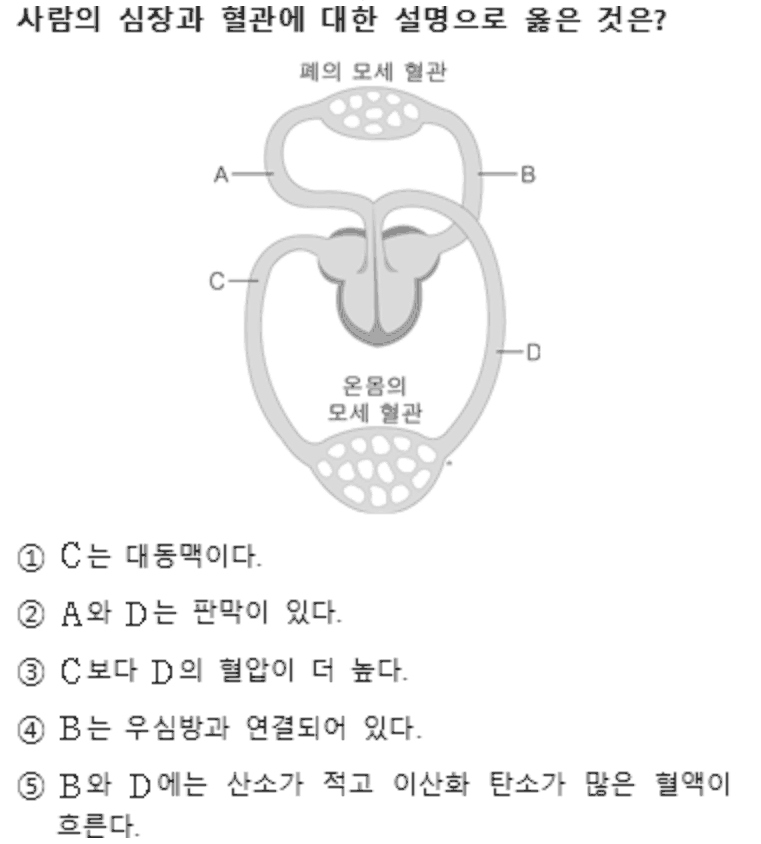 사람의 심장과 혈관에 대한 설명으로 옳은 것은?
폐의 모세 혈관
A
B
C
D
온몸의
모세 혈관
① C는 대동맥이다.
② A와 D는 판막이 있다.
③ C보다 D의 혈압이 더 높다.
④ B는 우심방과 연결되어 있다.
⑤ B와 D에는 산소가 적고 이산화 탄소가 많은 혈액이
흐른다.